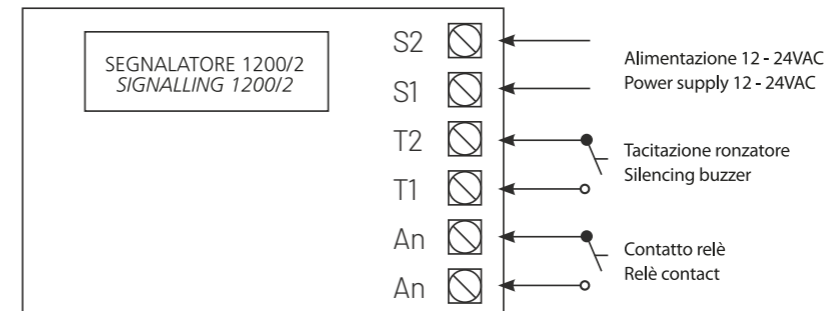 SEGNALATORE 1200/2
SIGNALLING 1200/2
S2
S1
T2
T1
An
An
Alimentazione 12 - 24VAC
Power supply 12 - 24VAC
Tacitazione ronzatore
Silencing buzzer
Contatto relè
Relè contact